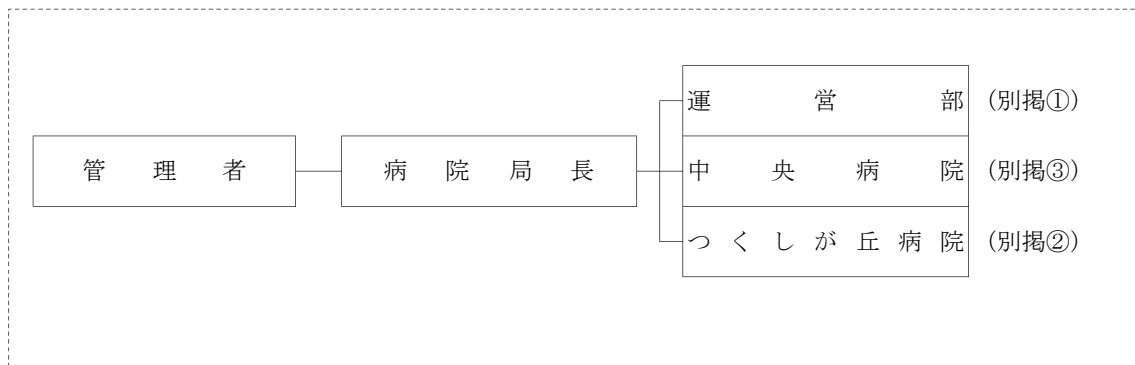 運営部 (別掲①)
管理者 病院局長 中央病院 (別掲③)
つくしが丘病院 (別掲②)